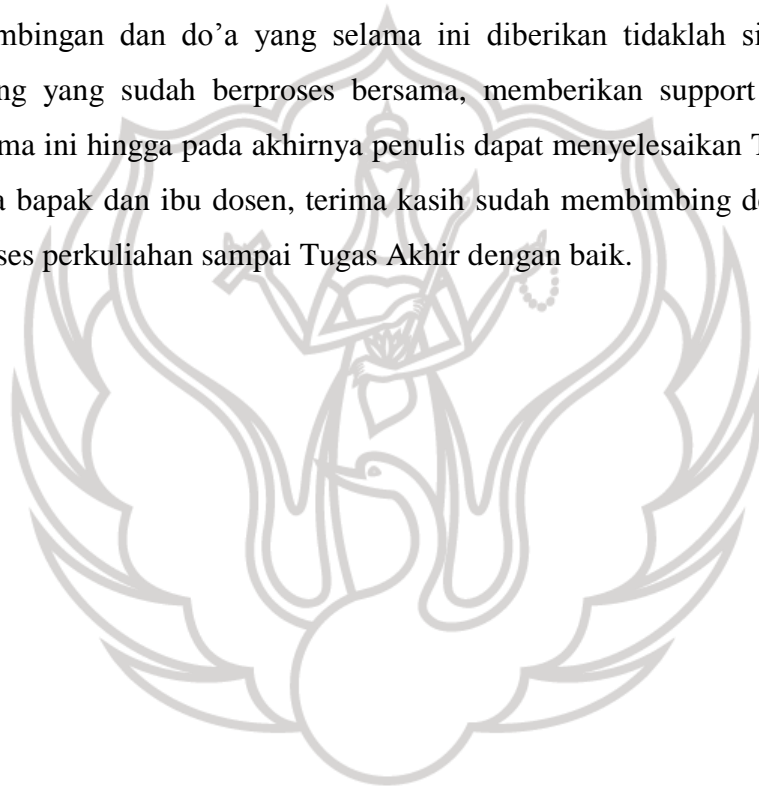 mbingan dan do’a yang selama ini diberikan tidaklah si
ng yang sudah berproses bersama, memberikan support
ma ini hingga pada akhirnya penulis dapat menyelesaikan T
a bapak dan ibu dosen, terima kasih sudah membimbing d
ses perkuliahan sampai Tugas Akhir dengan baik.